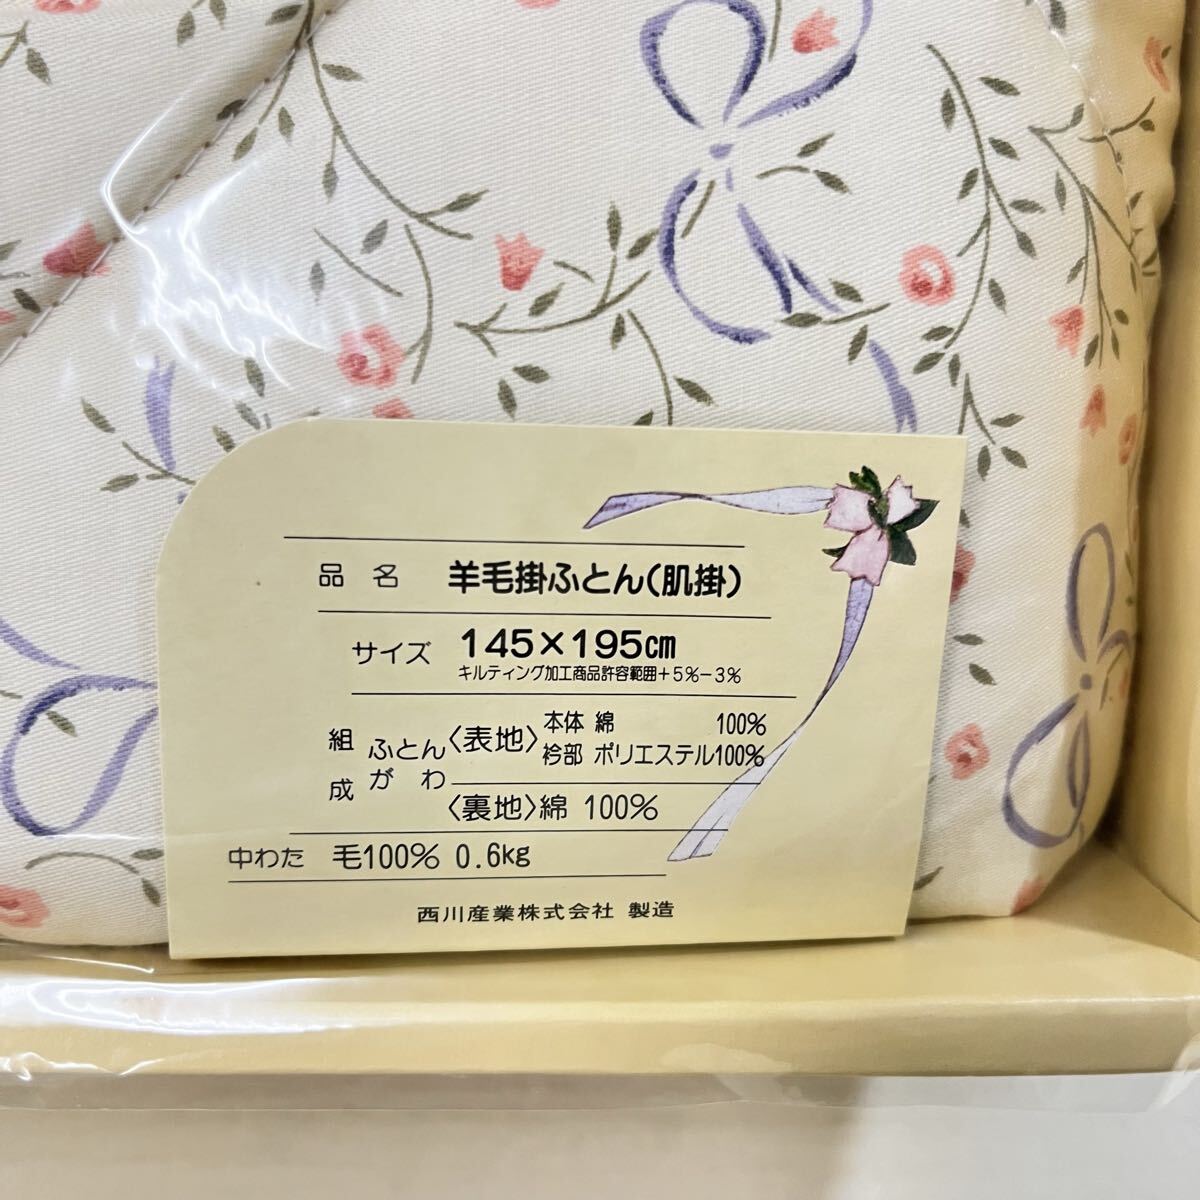 品名 羊毛掛ふとん(肌掛)
サイズ 145×195cm
キルティング加工商品許容範囲+5%-3%
組成 ふとんがわ 〈表地〉 本体 綿 100%
衿部 ポリエステル100%
〈裏地〉綿 100%
中わた 毛100% 0.6kg
西川産業株式会社 製造